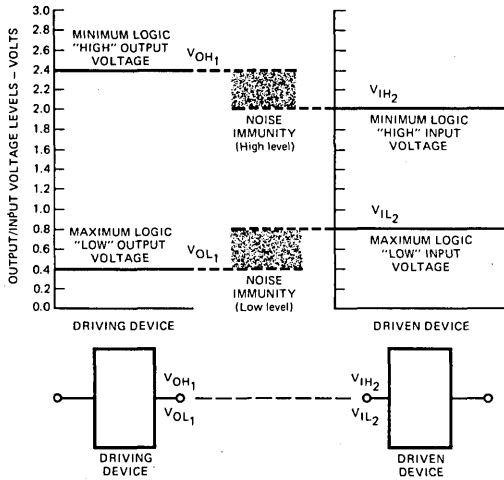 OUTPUT/INPUT VOLTAGE LEVELS – VOLTS
3.0
2.8
2.6
2.4
2.2
2.0
1.8
1.6
1.4
1.2
1.0
0.8
0.6
0.4
0.2
0.0
MINIMUM LOGIC
"HIGH" OUTPUT
VOLTAGE
VOH1
NOISE
IMMUNITY
(High level)
VIH2
MINIMUM LOGIC
"HIGH" INPUT
VOLTAGE
MAXIMUM LOGIC
"LOW" OUTPUT
VOLTAGE
VOL1
NOISE
IMMUNITY
(Low level)
VIL2
MAXIMUM LOGIC
"LOW" INPUT
VOLTAGE
DRIVING DEVICE
DRIVEN DEVICE
VOH1
VOL1
VIH2
VIL2
DRIVING
DEVICE
DRIVEN
DEVICE